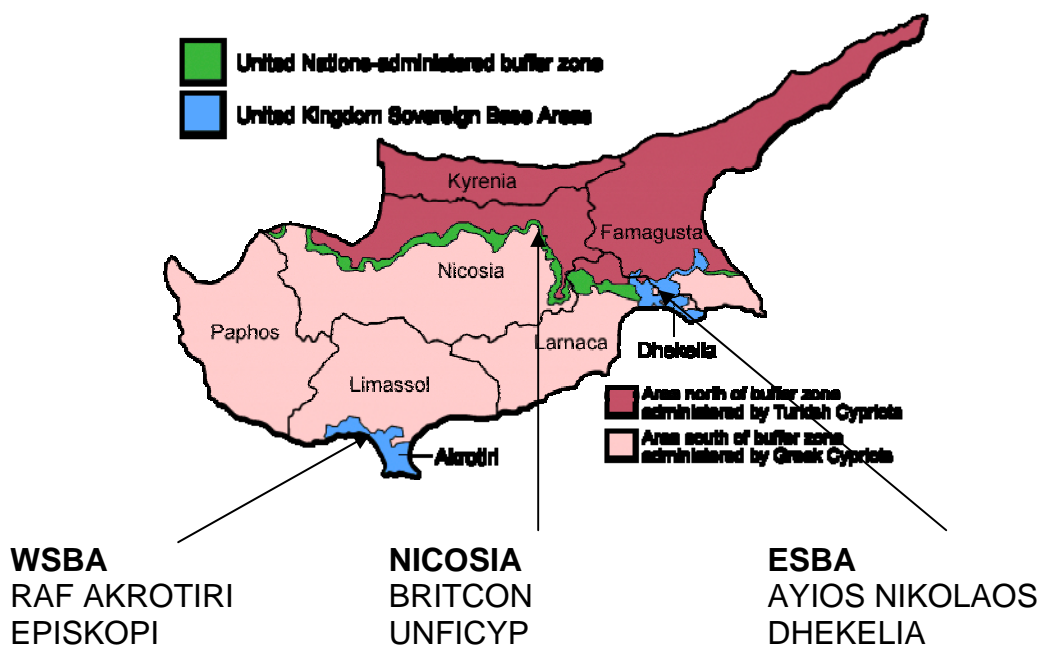 United Nations-administered buffer zone
United Kingdom Sovereign Base Areas
Kyrenia
Famagusta
Nicosia
Paphos
Larnaca
Dhekelia
Limassol
Area north of buffer zone
administered by Turkish Cypriots
Area south of buffer zone
administered by Greek Cypriots
Akrotiri
WSBA
RAF AKROTIRI
EPISKOPI
NICOSIA
BRITCON
UNFICYP
ESBA
AYIOS NIKOLAOS
DHEKELIA